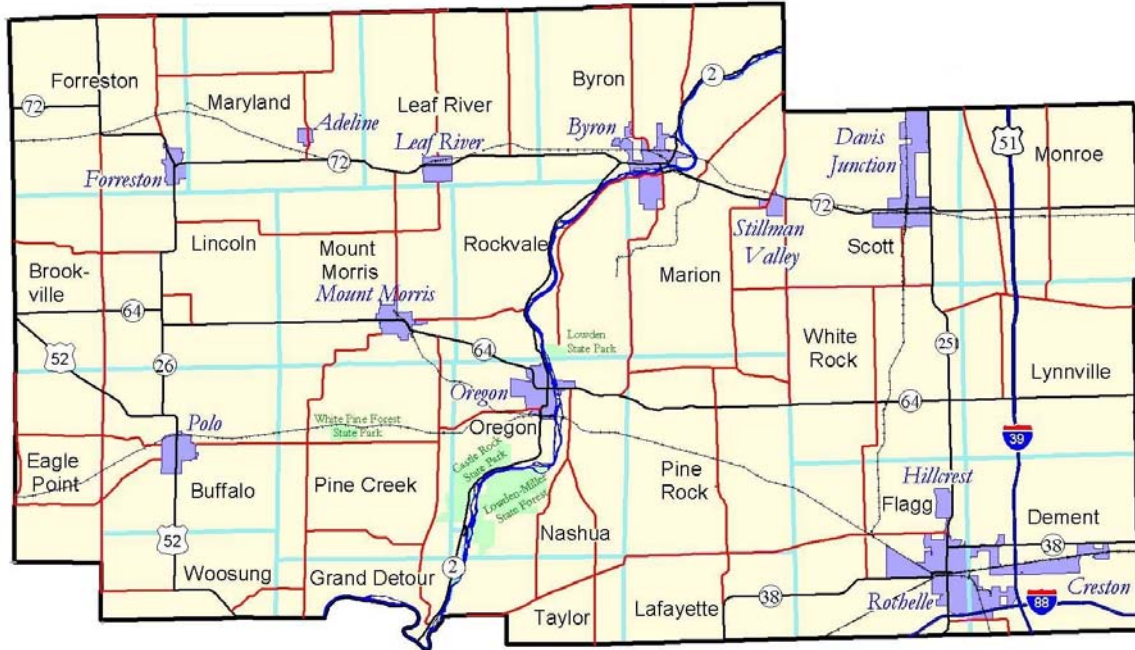 Forreston
72
Maryland
Adeline
Leaf River
Leaf River
Byron
Byron
2
Davis
Junction
51
Monroe
Forreston
72
72
Stillman
Valley
Scott
Lincoln
Mount
Morris
Mount Morris
Rockvale
Marion
Brook-
ville
64
52
26
64
Lowden
State Park
White
Rock
25
Lynnville
64
Oregon
Oregon
Polo
White Pine Forest
State Park
Castle Rock
State Park
Lowden-Miller
State Forest
39
Eagle
Point
Buffalo
Pine Creek
Pine
Rock
Hillcrest
Flagg
Dement
38
52
Nashua
Woosung
Grand Detour
2
Taylor
Lafayette
38
Rothelle
88
Creston